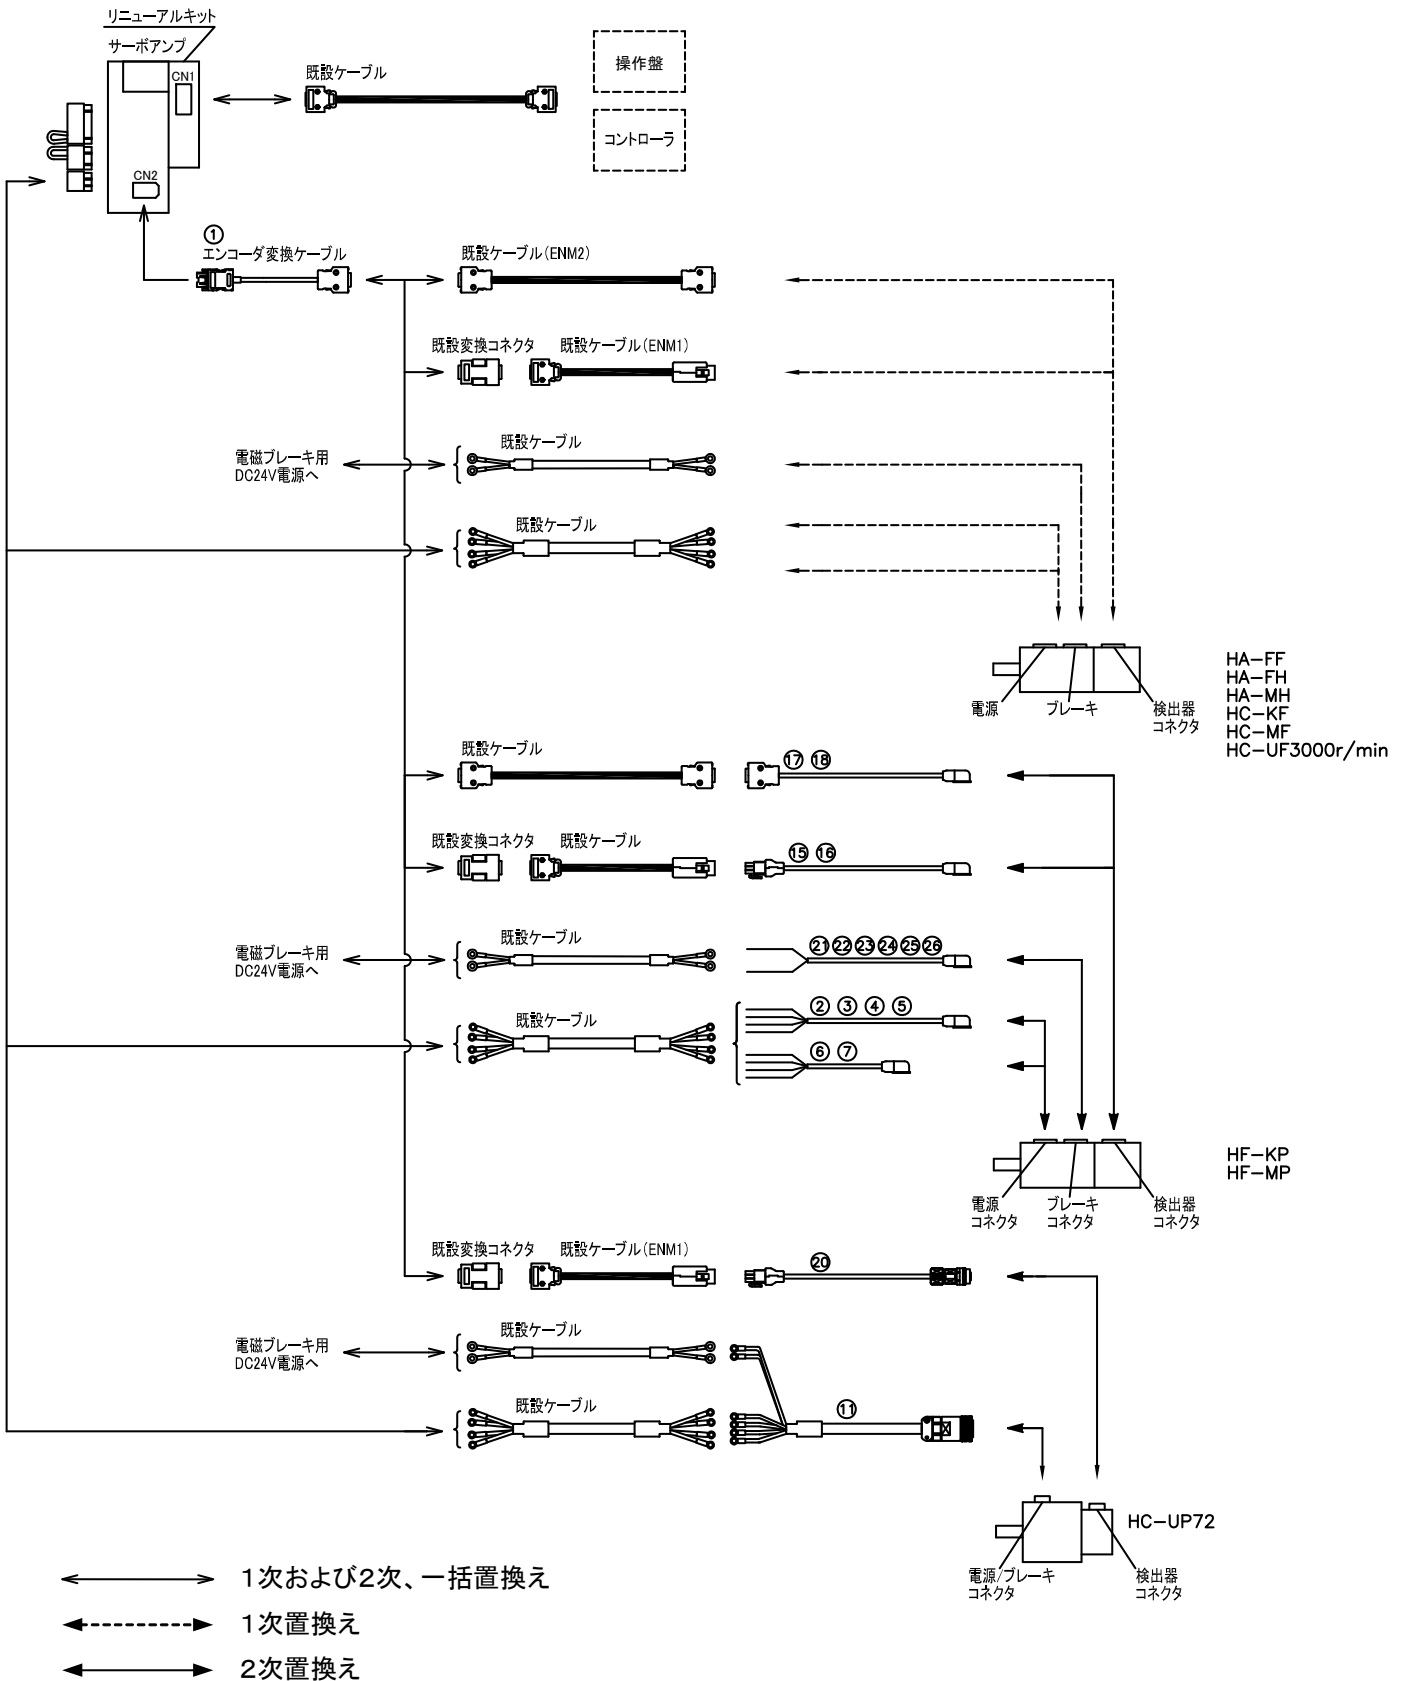 リニューアルキット
サーボアンプ
CN1
CN2
既設ケーブル
操作盤
コントローラ
①
エンコーダ変換ケーブル
既設ケーブル(ENM2)
既設変換コネクタ
既設ケーブル(ENM1)
電磁ブレーキ用
DC24V電源へ
既設ケーブル
既設ケーブル
電源
ブレーキ
検出器
コネクタ
HA-FF
HA-FH
HA-MH
HC-KF
HC-MF
HC-UF3000r/min
既設ケーブル
⑰ ⑱
既設変換コネクタ
既設ケーブル
⑮ ⑯
電磁ブレーキ用
DC24V電源へ
既設ケーブル
㉑㉒㉓㉔㉕㉖
既設ケーブル
② ③ ④ ⑤
⑥ ⑦
電源
コネクタ
ブレーキ
コネクタ
検出器
コネクタ
HF-KP
HF-MP
既設変換コネクタ
既設ケーブル(ENM1)
⑳
電磁ブレーキ用
DC24V電源へ
既設ケーブル
既設ケーブル
⑪
HC-UP72
電源/ブレーキ
コネクタ
検出器
コネクタ
1次および2次、一括置換え
1次置換え
2次置換え